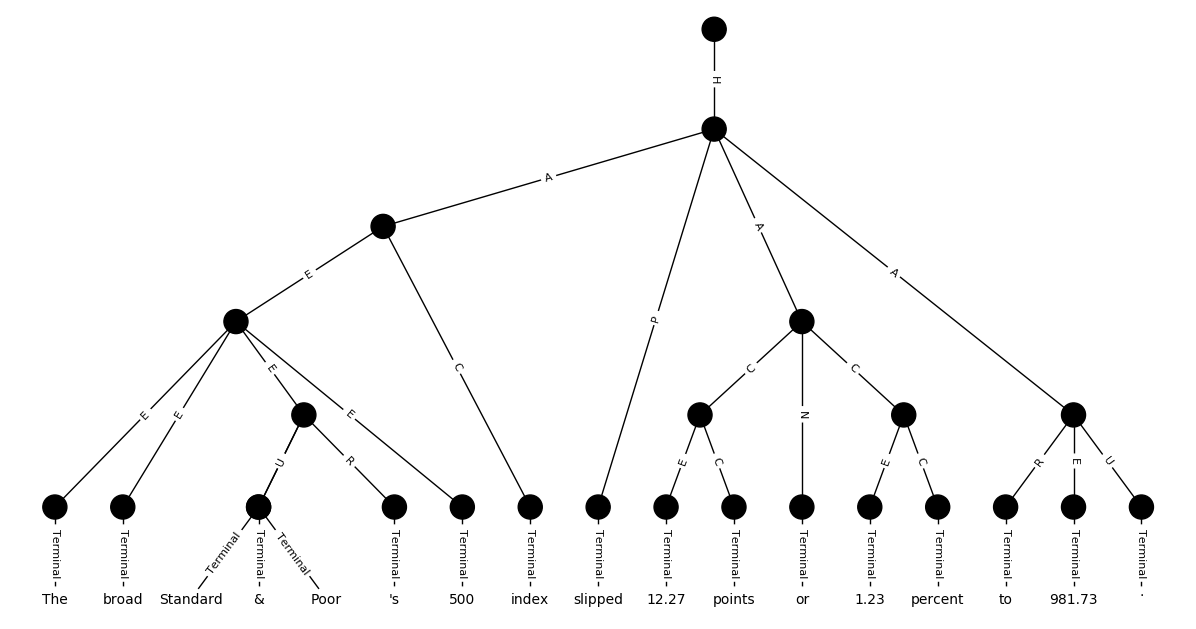 H
A
E
A
A
P
E
C
C
C
E
E
E
N
U
R
E
C
E
C
R
E
U
Terminal Terminal Terminal Terminal Terminal Terminal Terminal Terminal Terminal Terminal Terminal Terminal Terminal Terminal Terminal Terminal Terminal Terminal Terminal
The broad Standard & Poor 's 500 index slipped 12.27 points or 1.23 percent to 981.73 .